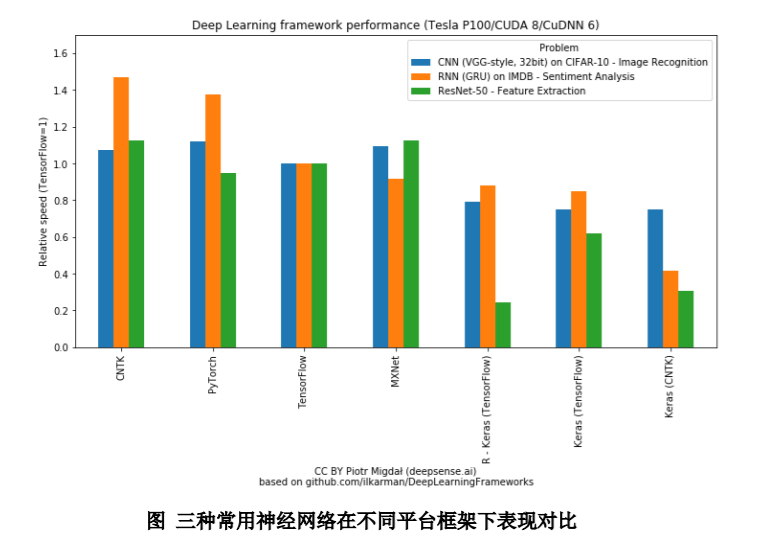 Deep Learning framework performance (Tesla P100/CUDA 8/CuDNN 6)
Problem
CNN (VGG-style, 32bit) on CIFAR-10 - Image Recognition
RNN (GRU) on IMDB - Sentiment Analysis
ResNet-50 - Feature Extraction
Relative speed (TensorFlow=1)
1.6
1.4
1.2
1.0
0.8
0.6
0.4
0.2
0.0
CNTK
PyTorch
TensorFlow
MXNet
R - Keras (TensorFlow)
Keras (TensorFlow)
Keras (CNTK)
CC BY Piotr Migdał (deepsense.ai)
based on github.com/ilkarman/DeepLearningFrameworks
图 三种常用神经网络在不同平台框架下表现对比